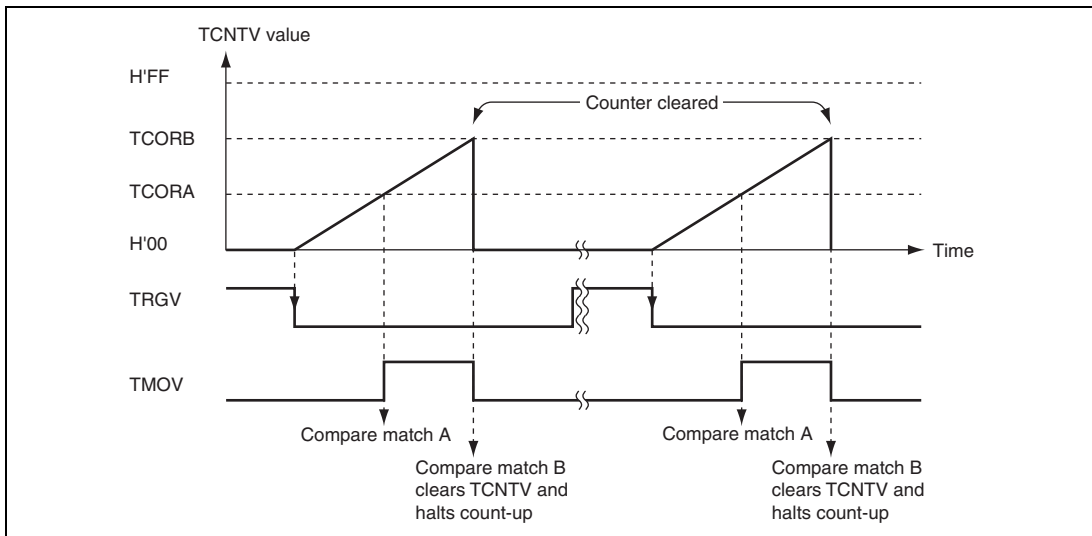 TCNTV value
H'FF
Counter cleared
TCORB
TCORA
H'00
Time
TRGV
TMOV
Compare match A
Compare match A
Compare match B
clears TCNTV and
halts count-up
Compare match B
clears TCNTV and
halts count-up